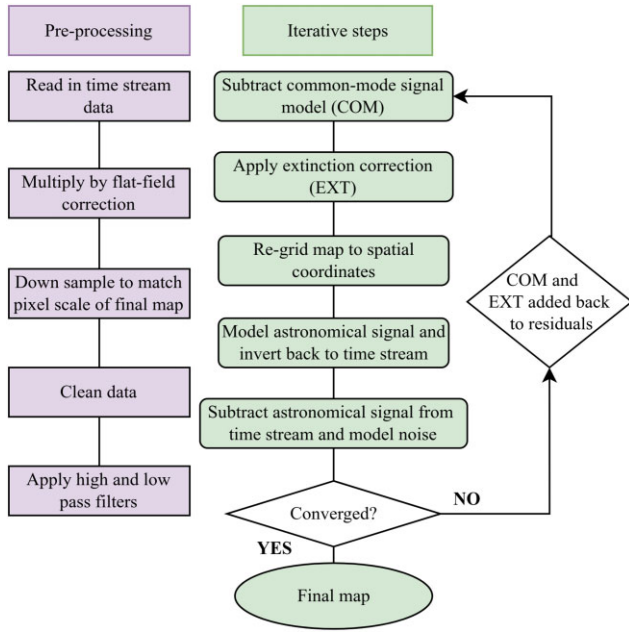 Pre-processing
Read in time stream
data
Multiply by flat-field
correction
Down sample to match
pixel scale of final map
Clean data
Apply high and low
pass filters
Iterative steps
Subtract common-mode signal
model (COM)
Apply extinction correction
(EXT)
Re-grid map to spatial
coordinates
Model astronomical signal and
invert back to time stream
Subtract astronomical signal from
time stream and model noise
Converged?
NO
COM and
EXT added back
to residuals
YES
Final map